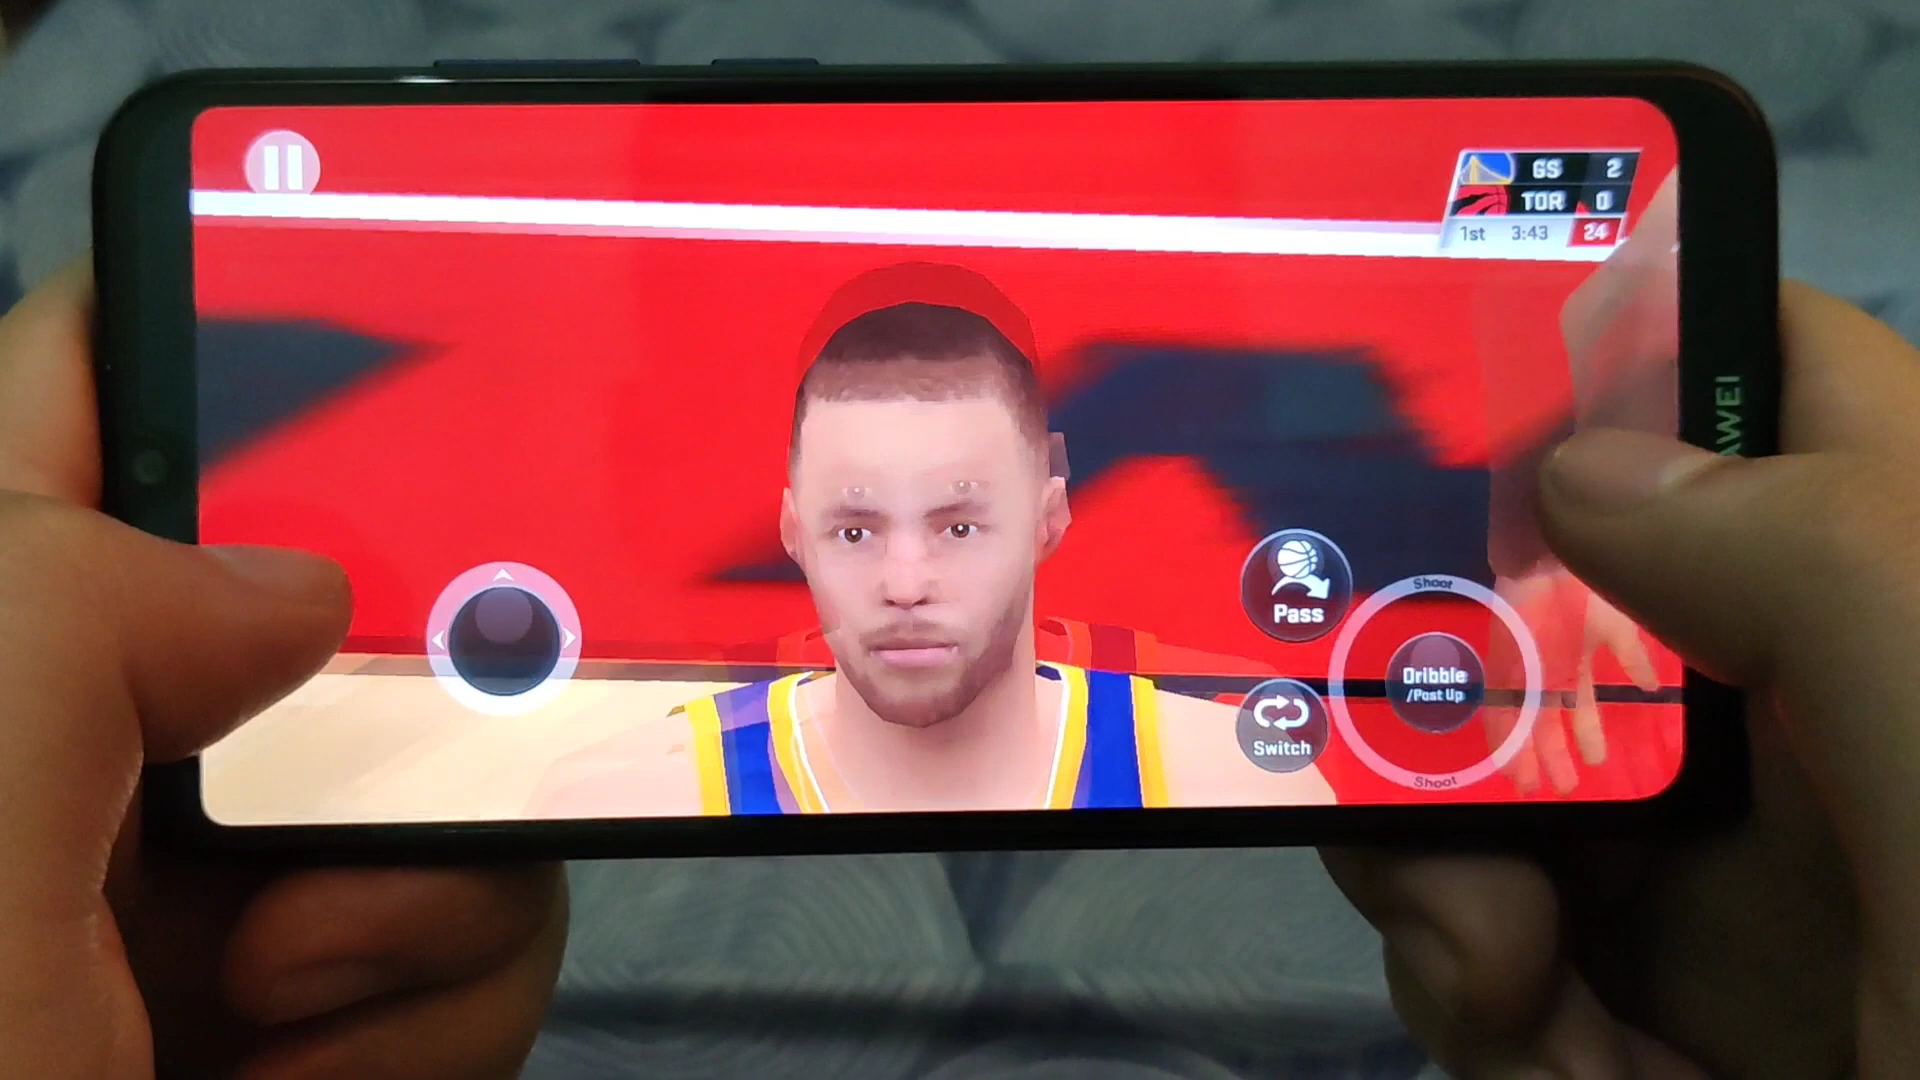 GS 2
TOR 0
1st 3:43 24
AWEI
Pass
Shoot
Dribble
/Post Up
Switch
Shoot